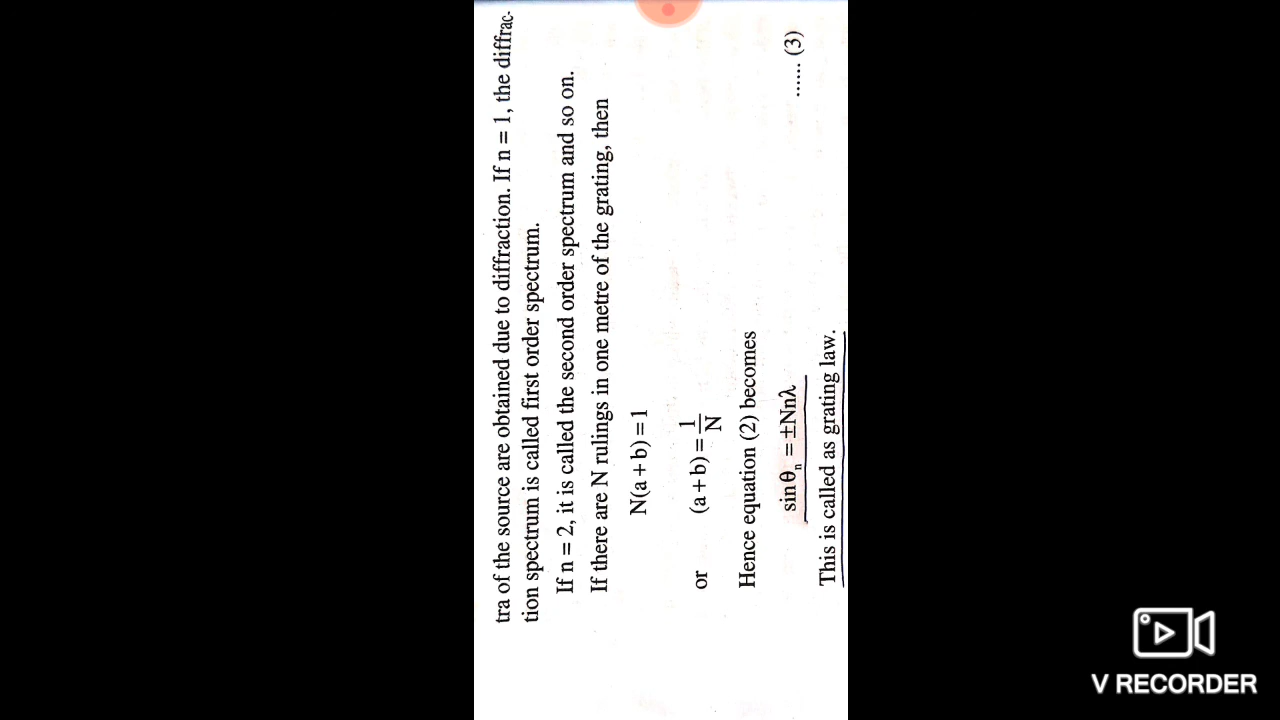 tra of the source are obtained due to diffraction. If n = 1, the diffrac-
tion spectrum is called first order spectrum.
If n = 2, it is called the second order spectrum and so on.
If there are N rulings in one metre of the grating, then
N(a + b) = 1
or (a + b) = 1/N
Hence equation (2) becomes
sinθₙ = ±Nnλ ...... (3)
This is called as grating law.
V RECORDER